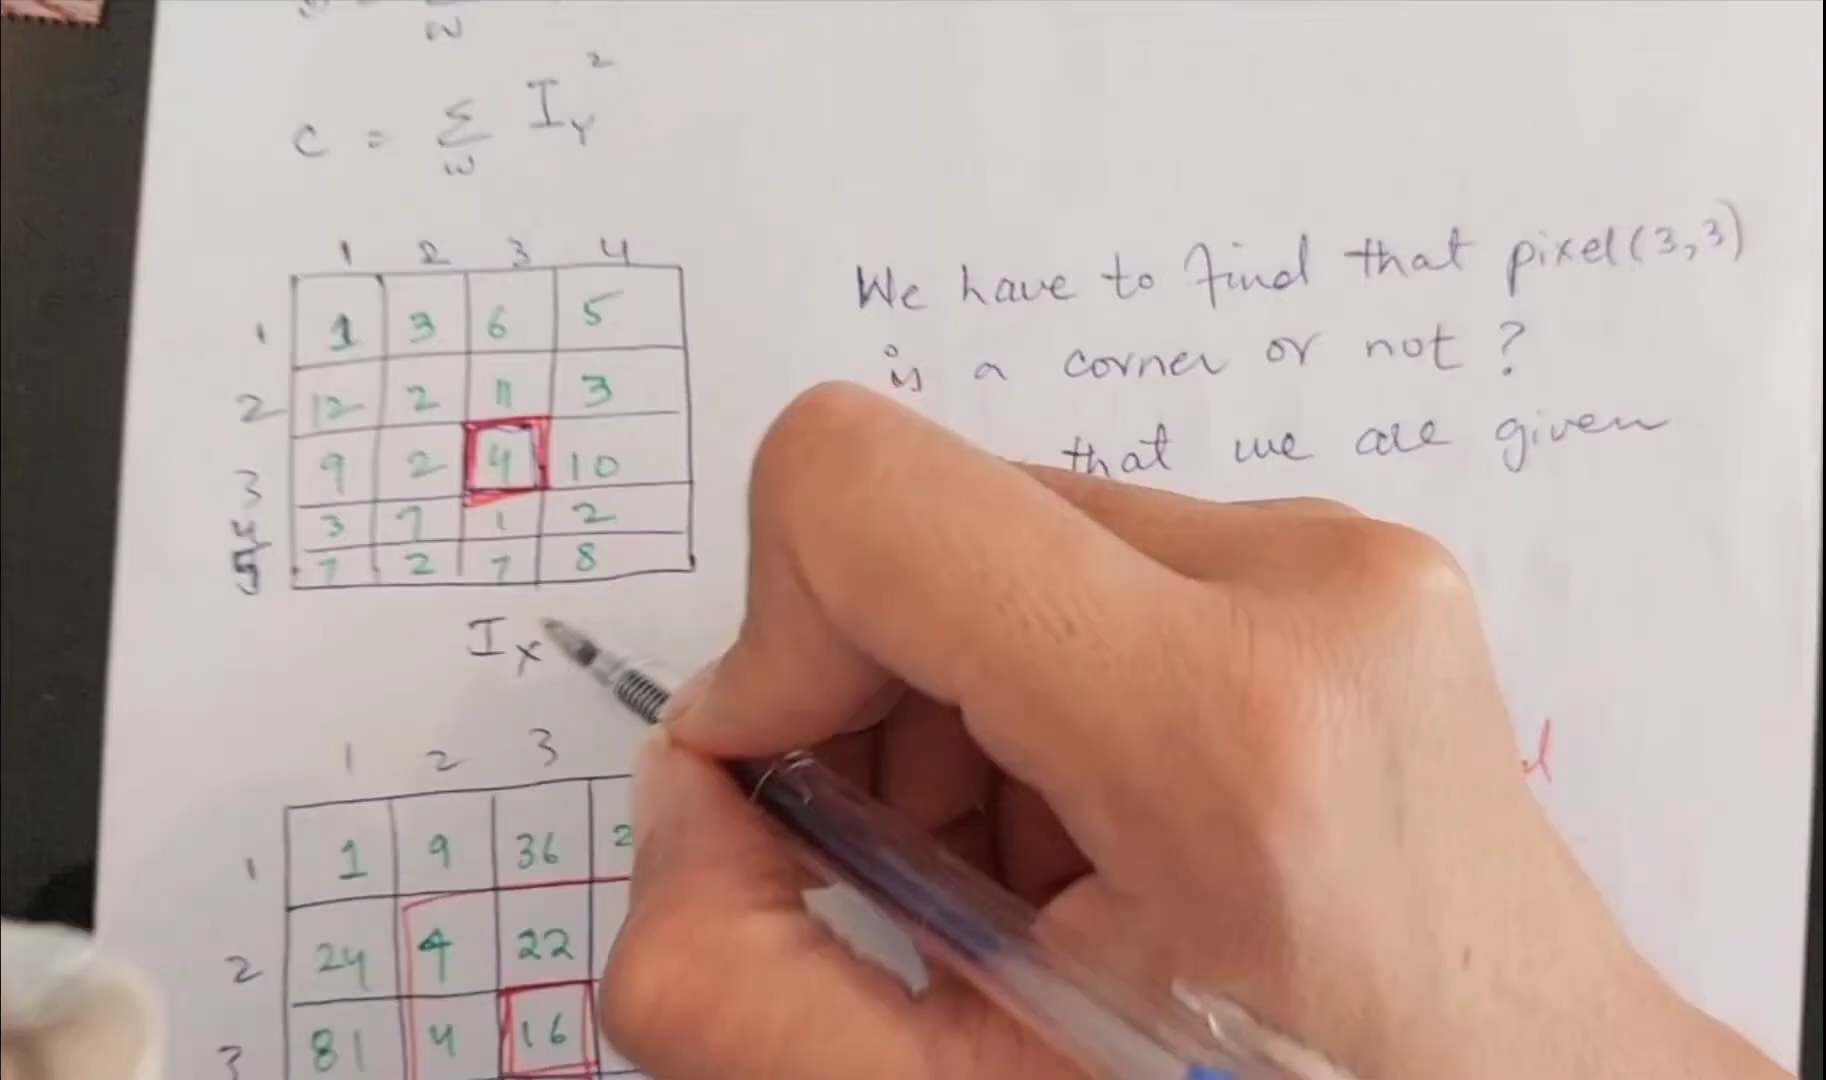 ω
C = Σ I_Y²
ω
1 2 3 4
1 1 3 6 5
2 12 2 11 3
3 9 2 4 10
4 3 7 1 2
5 7 2 7 8
I_X
We have to find that pixel(3,3)
is a corner or not?
that we are given
1 2 3
1 1 9 36 2
2 24 4 22
3 81 4 16